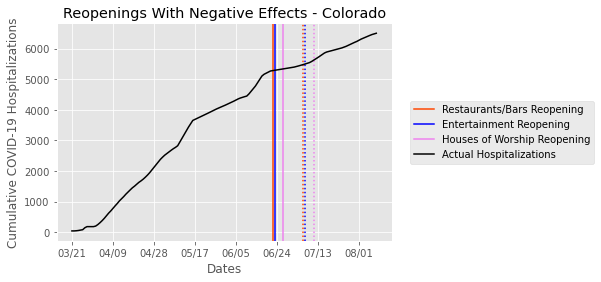 Reopenings With Negative Effects - Colorado
Cumulative COVID-19 Hospitalizations
6000
5000
4000
3000
2000
1000
0
03/21 04/09 04/28 05/17 06/05 06/24 07/13 08/01
Dates
Restaurants/Bars Reopening
Entertainment Reopening
Houses of Worship Reopening
Actual Hospitalizations